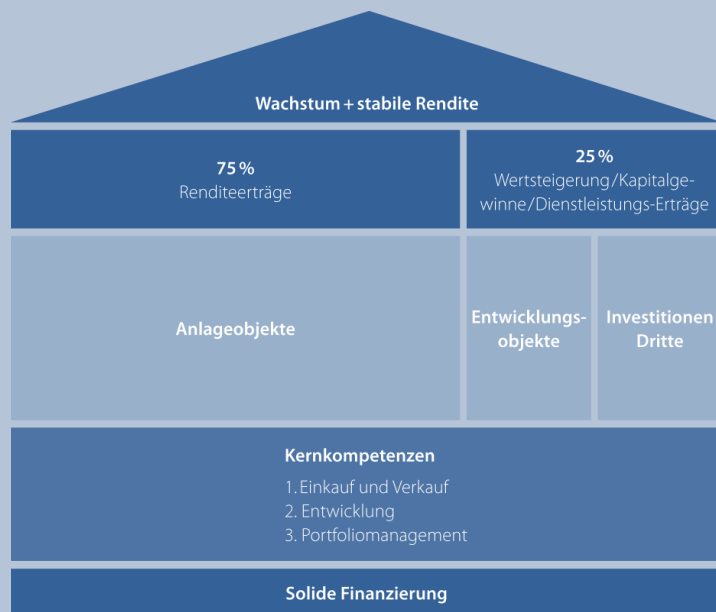 Wachstum + stabile Rendite
75 %
Renditeerträge
25 %
Wertsteigerung/Kapitalge-
winne/Dienstleistungs-Erträge
Anlageobjekte
Entwicklungs-
objekte
Investitionen
Dritte
Kernkompetenzen
1. Einkauf und Verkauf
2. Entwicklung
3. Portfoliomanagement
Solide Finanzierung